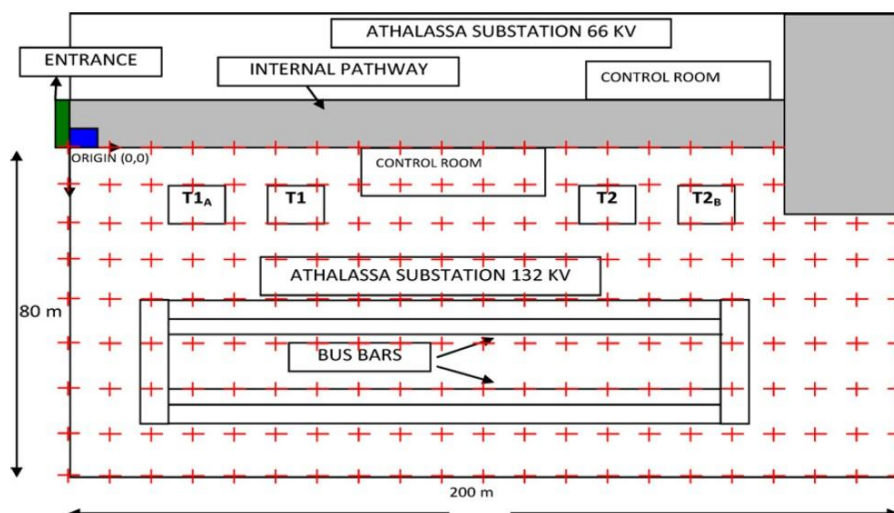 ATHALASSA SUBSTATION 66 KV
ENTRANCE
INTERNAL PATHWAY
CONTROL ROOM
ORIGIN (0,0)
CONTROL ROOM
T1A
T1
T2
T2B
ATHALASSA SUBSTATION 132 KV
80 m
BUS BARS
200 m